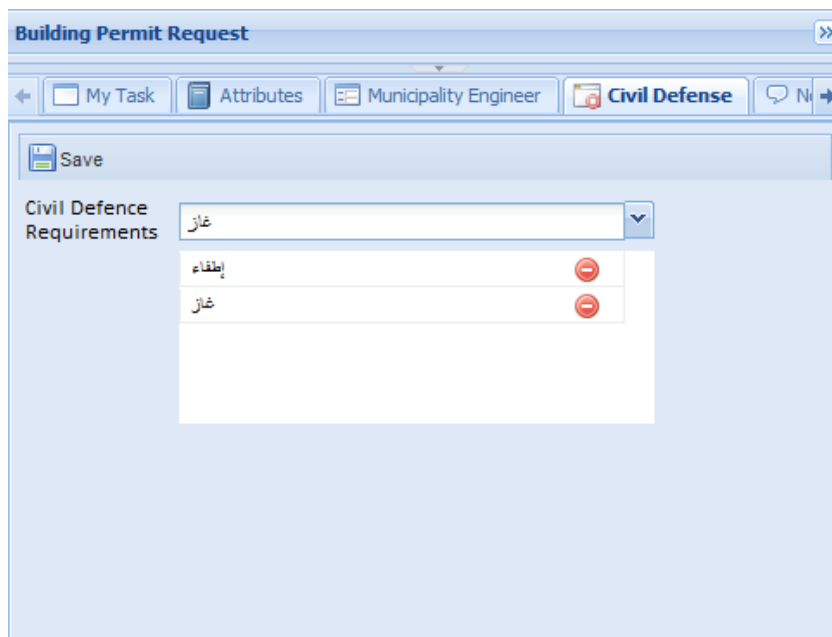 Building Permit Request
My Task
Attributes
Municipality Engineer
Civil Defense
Save
Civil Defence
Requirements
غاز
إطفاء
غاز